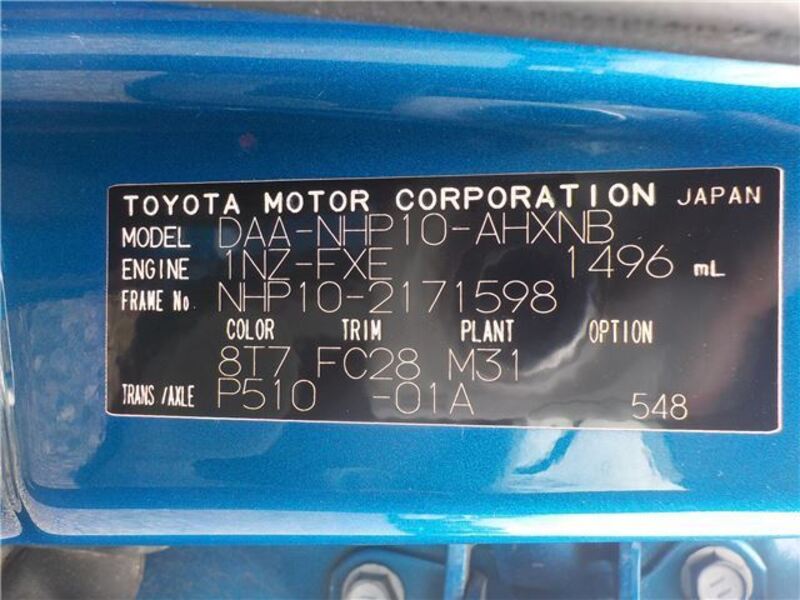 TOYOTA MOTOR CORPORATION JAPAN
MODEL DAA-NHP10-AHXNB
ENGINE 1NZ-FXE 1496 mL
FRAME No. NHP10-2171598
COLOR TRIM PLANT OPTION
8T7 FC28 M31
TRANS/AXLE P510 -01A 548